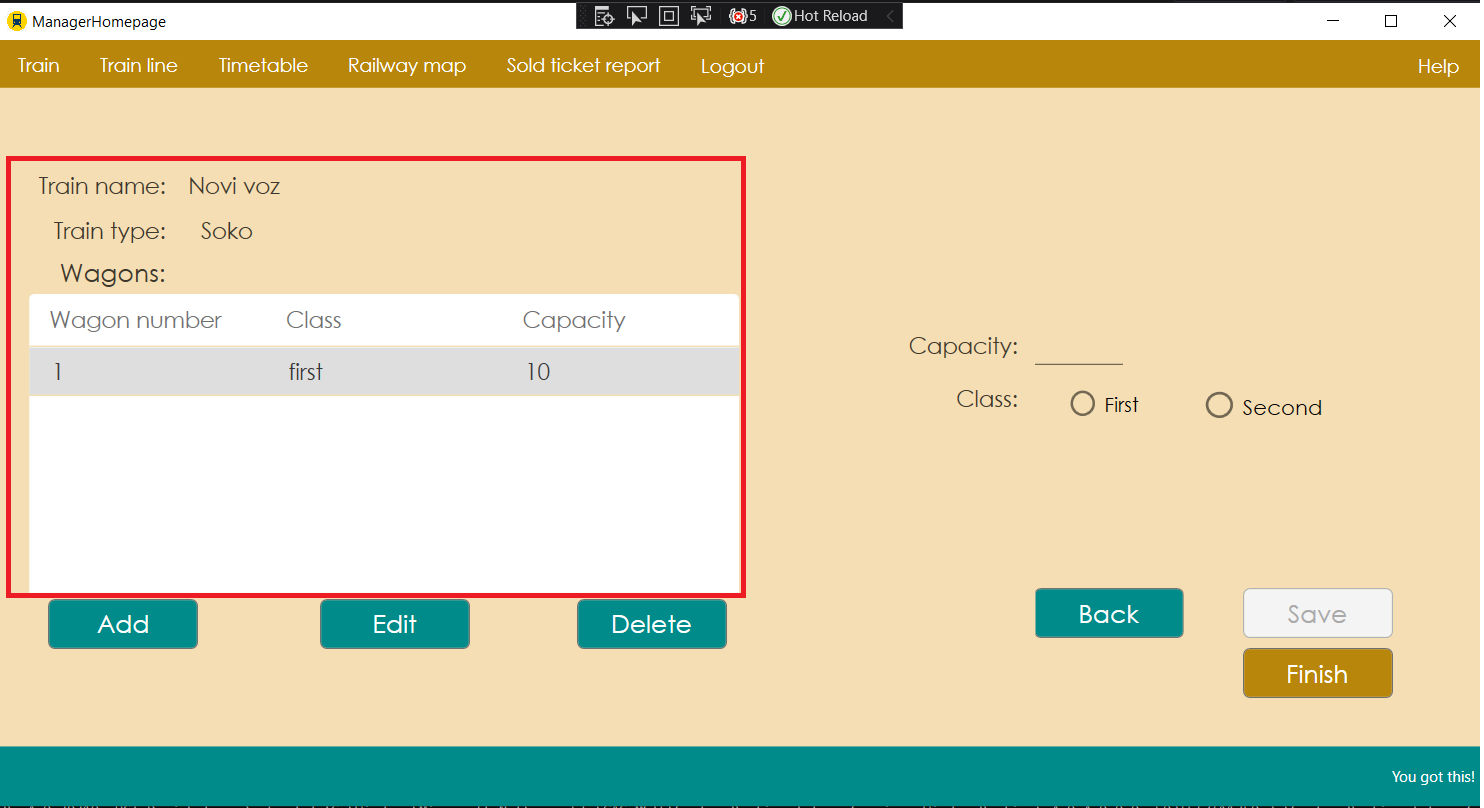 ManagerHomepage
5 Hot Reload
Train Train line Timetable Railway map Sold ticket report Logout Help
Train name: Novi voz
Train type: Soko
Wagons:
Wagon number Class Capacity
1 first 10
Capacity:
Class: First Second
Add Edit Delete
Back Save
Finish
You got this!